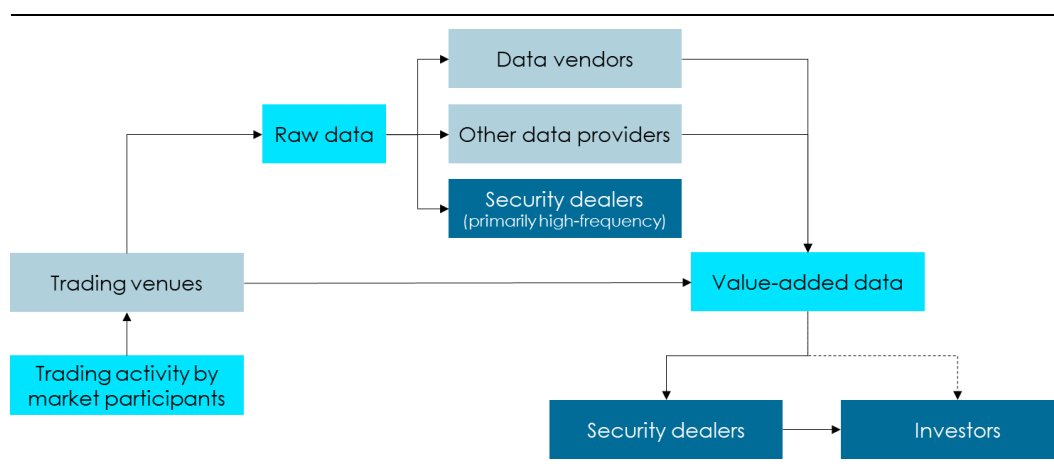 Data vendors
Raw data
Other data providers
Security dealers
(primarily high-frequency)
Trading venues
Value-added data
Trading activity by
market participants
Security dealers
Investors